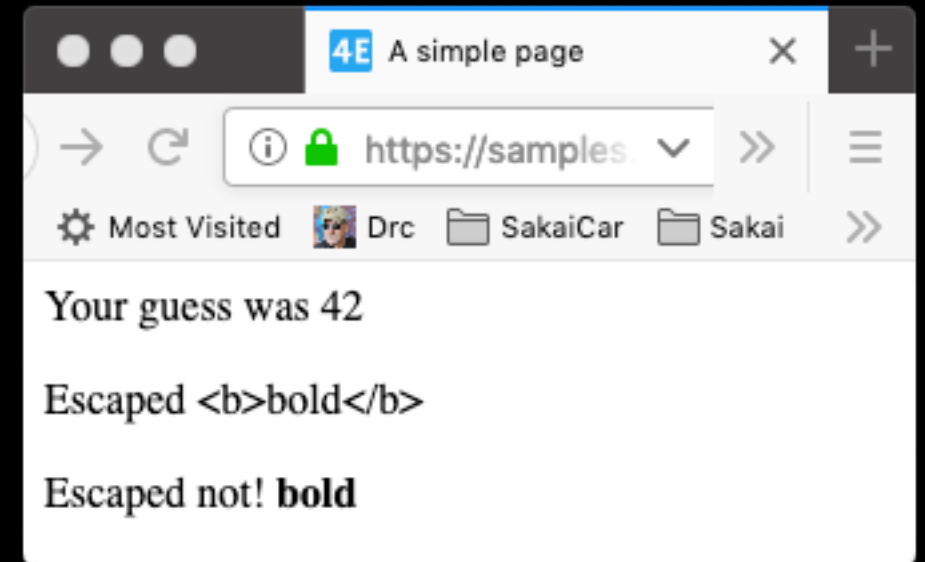 4E A simple page
https://samples.
Most Visited Drc SakaiCar Sakai
Your guess was 42
Escaped <b>bold</b>
Escaped not! bold